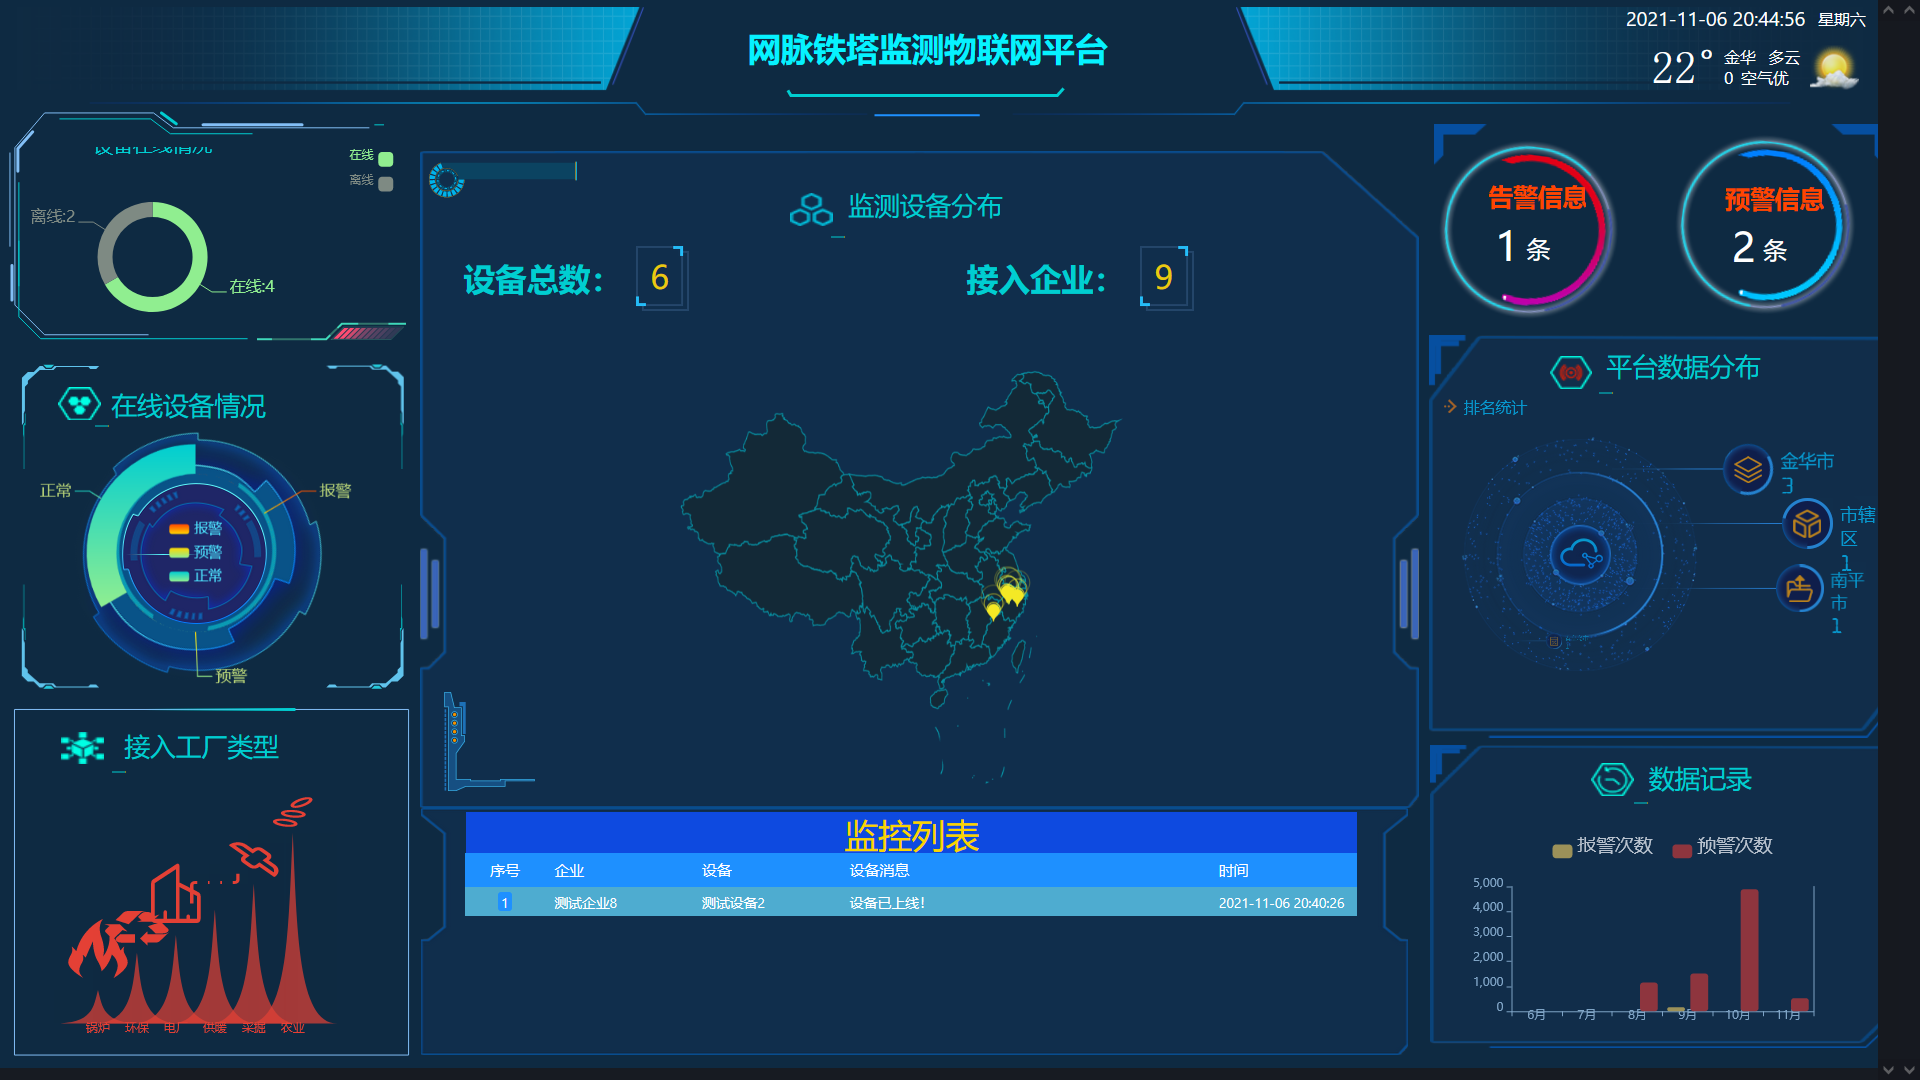 网脉铁塔监测物联网平台
2021-11-06 20:44:56 星期六
22°
金华 多云
0 空气优
设备在线情况
在线
离线
离线:2
在线:4
在线设备情况
正常
报警
报警
预警
正常
预警
接入工厂类型
锅炉 环保 电厂 供暖 采掘 农业
监测设备分布
设备总数: 6
接入企业: 9
监控列表
序号 企业 设备 设备消息 时间
1 测试企业8 测试设备2 设备已上线! 2021-11-06 20:40:26
告警信息
1 条
预警信息
2 条
平台数据分布
排名统计
金华市
3
市辖
区
1
南平
市
1
数据记录
报警次数 预警次数
5,000
4,000
3,000
2,000
1,000
0
6月 7月 8月 9月 10月 11月